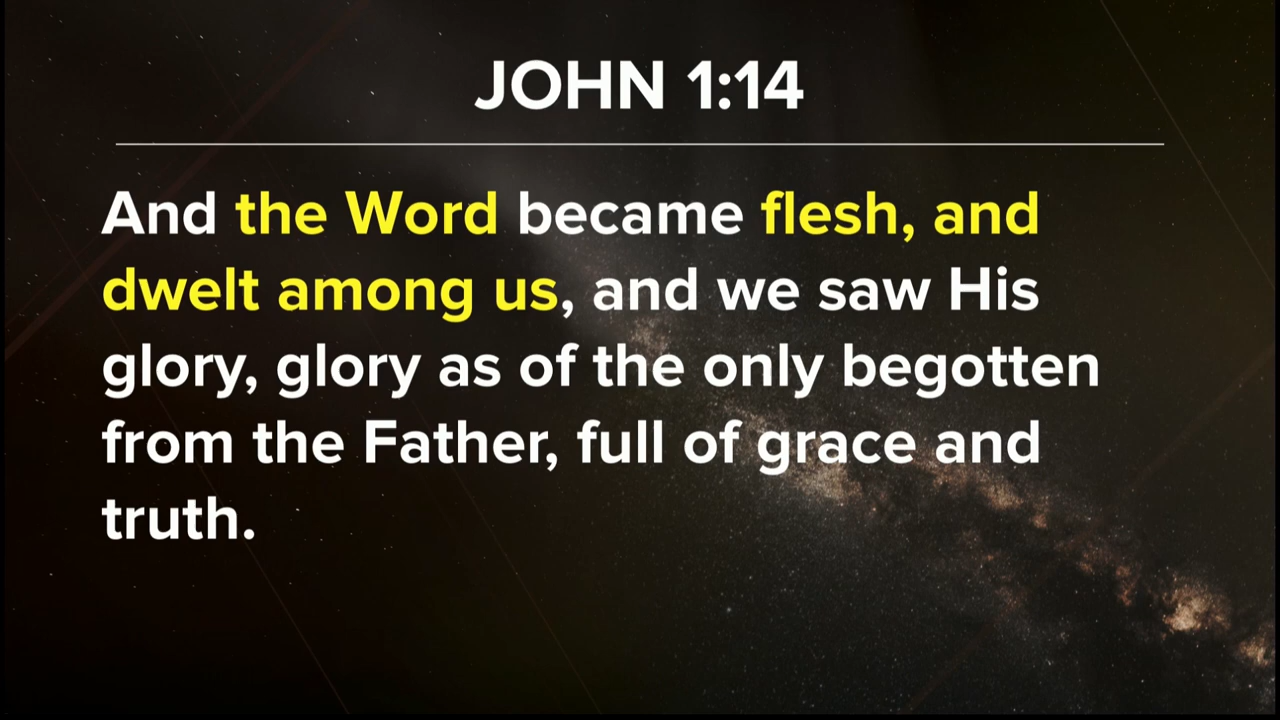 JOHN 1:14
And the Word became flesh, and
dwelt among us, and we saw His
glory, glory as of the only begotten
from the Father, full of grace and
truth.